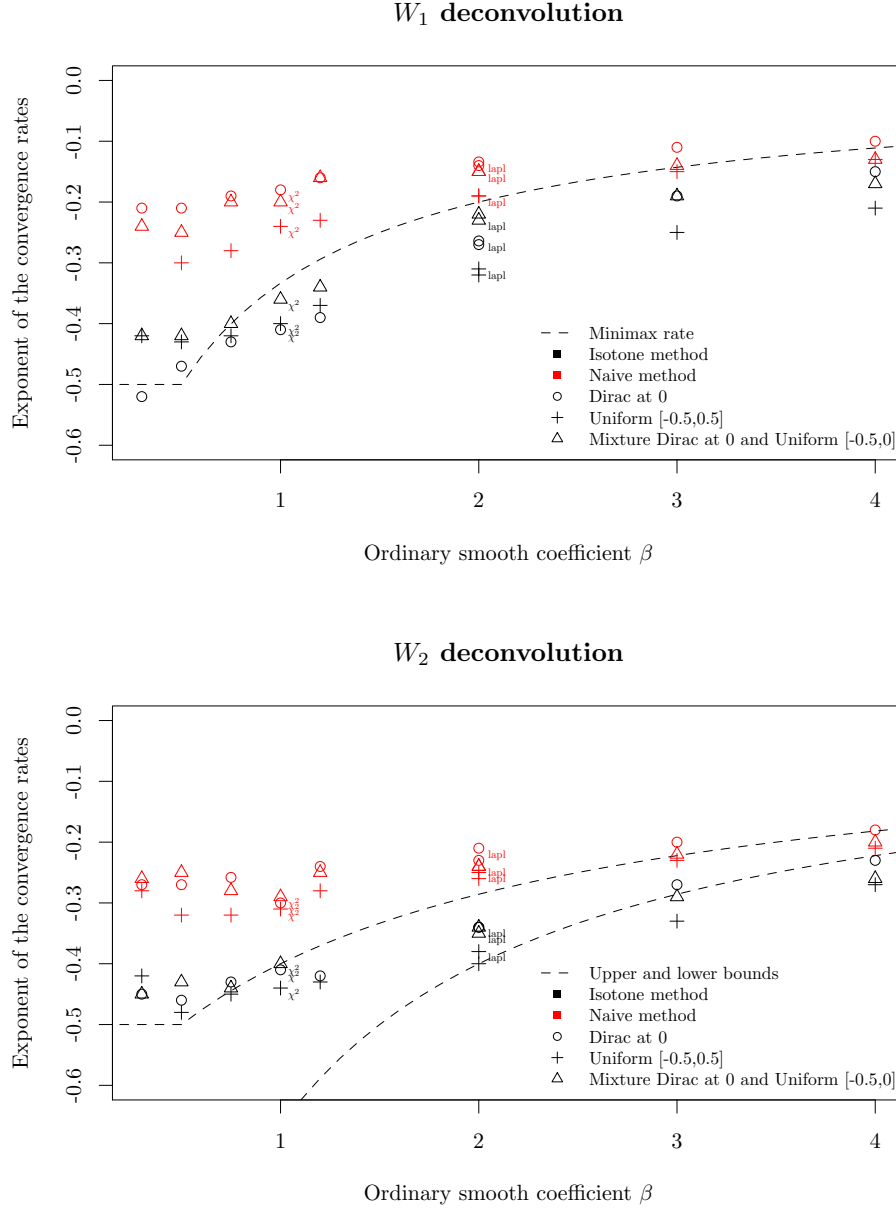 W₁ deconvolution
Exponent of the convergence rates
0.0
-0.1
-0.2
-0.3
-0.4
-0.5
-0.6
χ²
χ²
χ²
χ²
χ²
χ²
lapl
lapl
lapl
lapl
lapl
lapl
Minimax rate
Isotone method
Naive method
Dirac at 0
Uniform [-0.5,0.5]
Mixture Dirac at 0 and Uniform [-0.5,0]
1 2 3 4
Ordinary smooth coefficient β
W₂ deconvolution
Exponent of the convergence rates
0.0
-0.1
-0.2
-0.3
-0.4
-0.5
-0.6
χ²
χ²
χ²
χ²
χ²
χ²
lapl
lapl
lapl
lapl
lapl
lapl
Upper and lower bounds
Isotone method
Naive method
Dirac at 0
Uniform [-0.5,0.5]
Mixture Dirac at 0 and Uniform [-0.5,0]
1 2 3 4
Ordinary smooth coefficient β